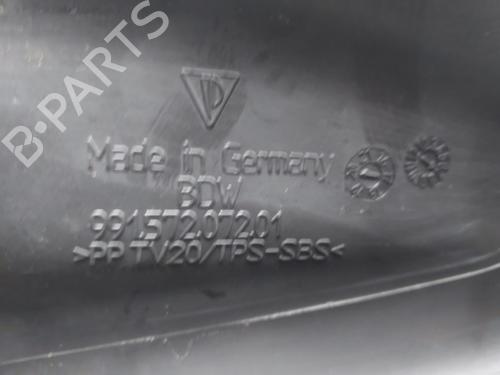 B-PARTS
Made in Germany
BDW
991.572.072.01
>PP TV20/TPS-SBS<